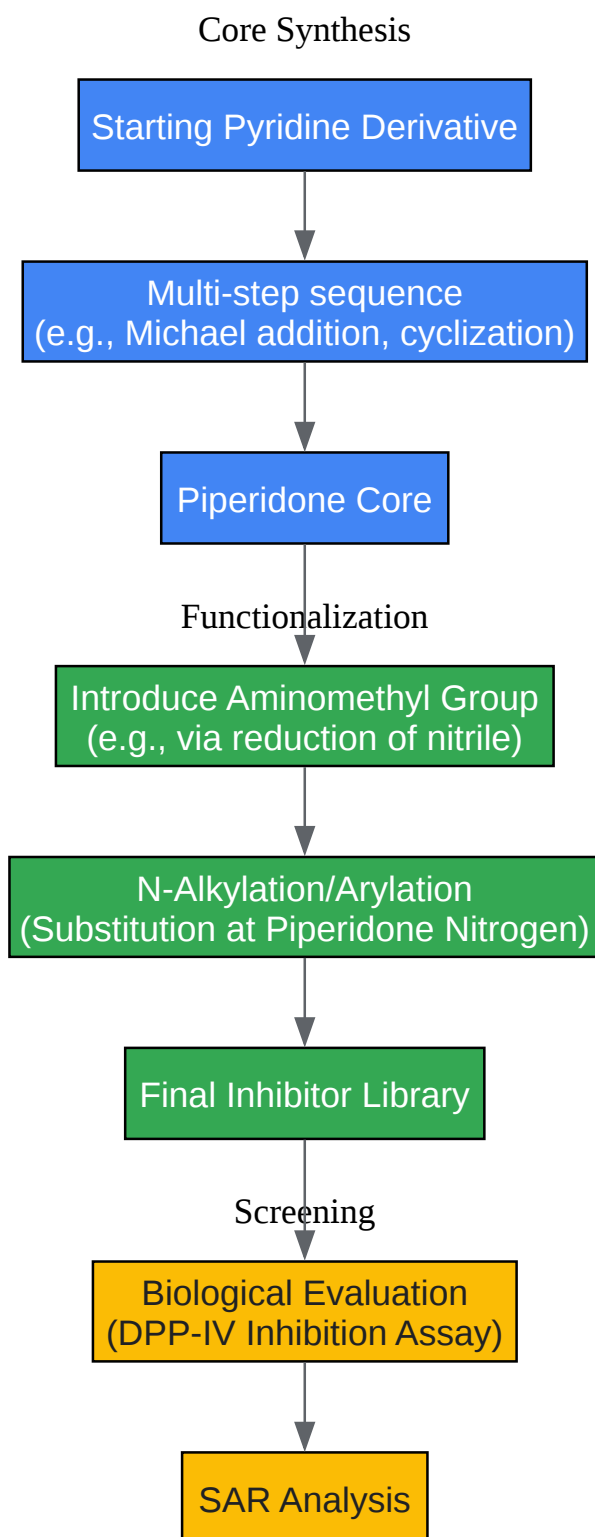 Core Synthesis
Starting Pyridine Derivative
Multi-step sequence
(e.g., Michael addition, cyclization)
Piperidone Core
Functionalization
Introduce Aminomethyl Group
(e.g., via reduction of nitrile)
N-Alkylation/Arylation
(Substitution at Piperidone Nitrogen)
Final Inhibitor Library
Screening
Biological Evaluation
(DPP-IV Inhibition Assay)
SAR Analysis